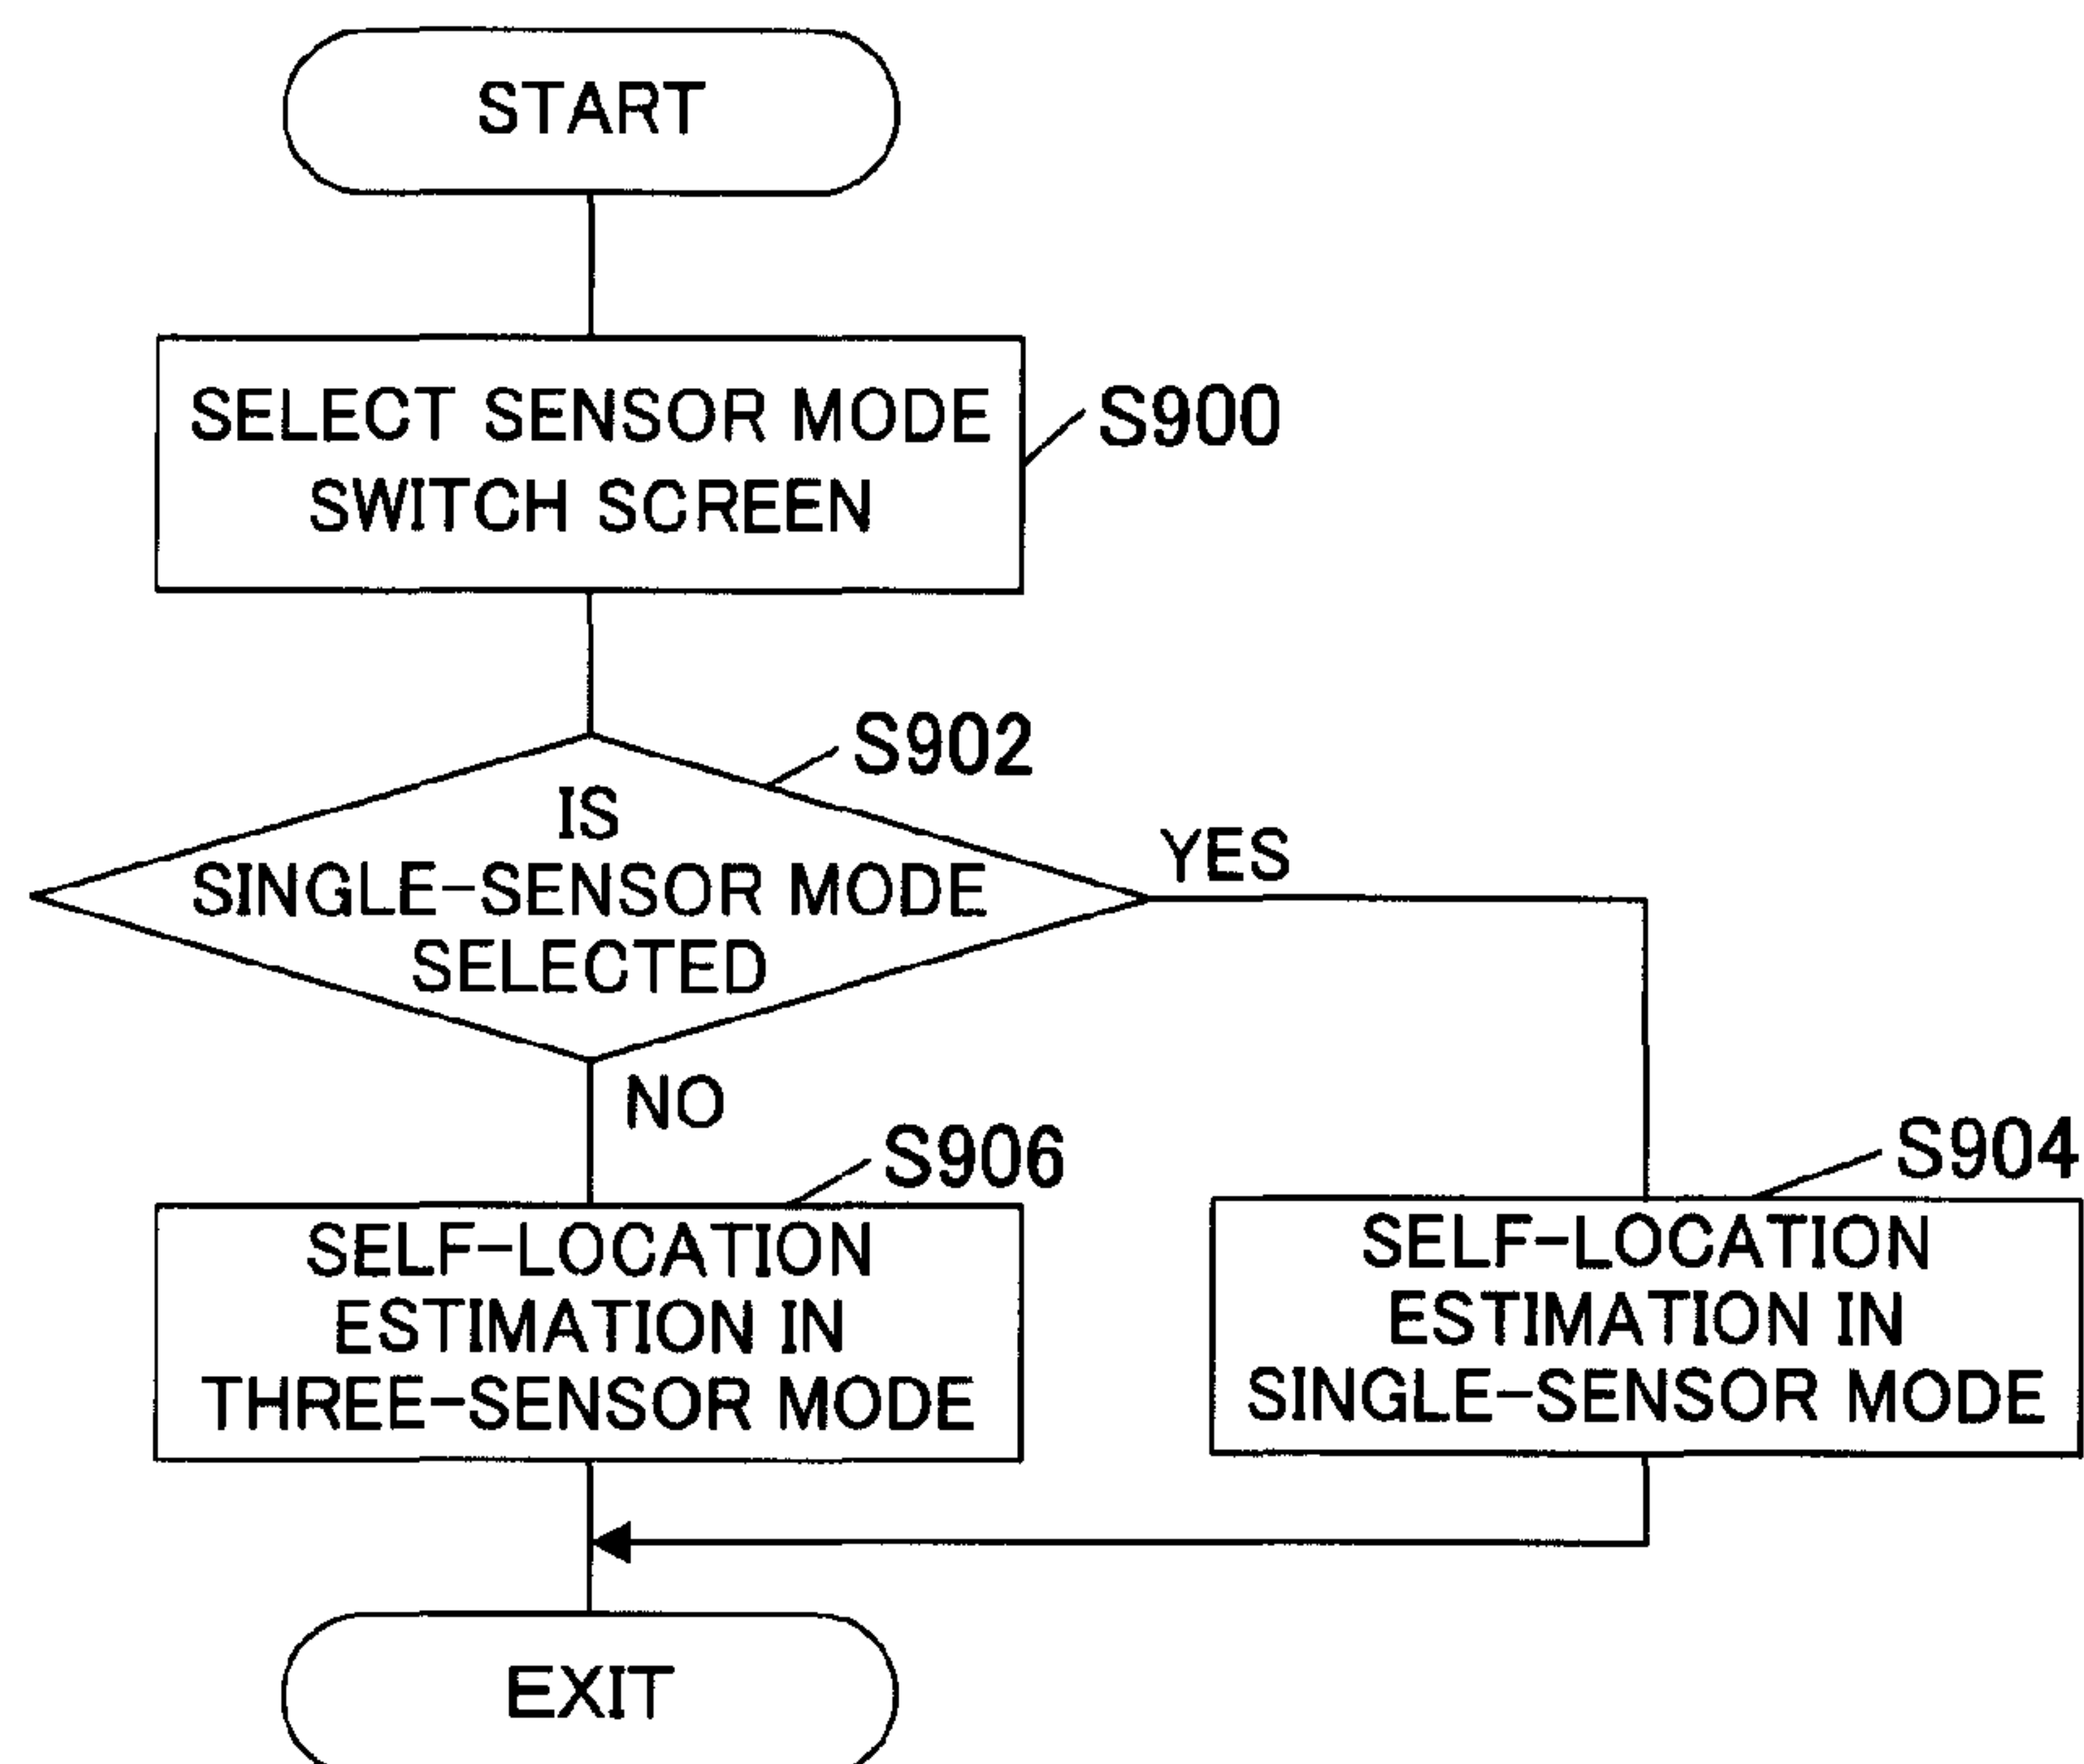 START
SELECT SENSOR MODE
SWITCH SCREEN
S900
S902
IS
SINGLE-SENSOR MODE
SELECTED
YES
NO
S906
SELF-LOCATION
ESTIMATION IN
THREE-SENSOR MODE
S904
SELF-LOCATION
ESTIMATION IN
SINGLE-SENSOR MODE
EXIT